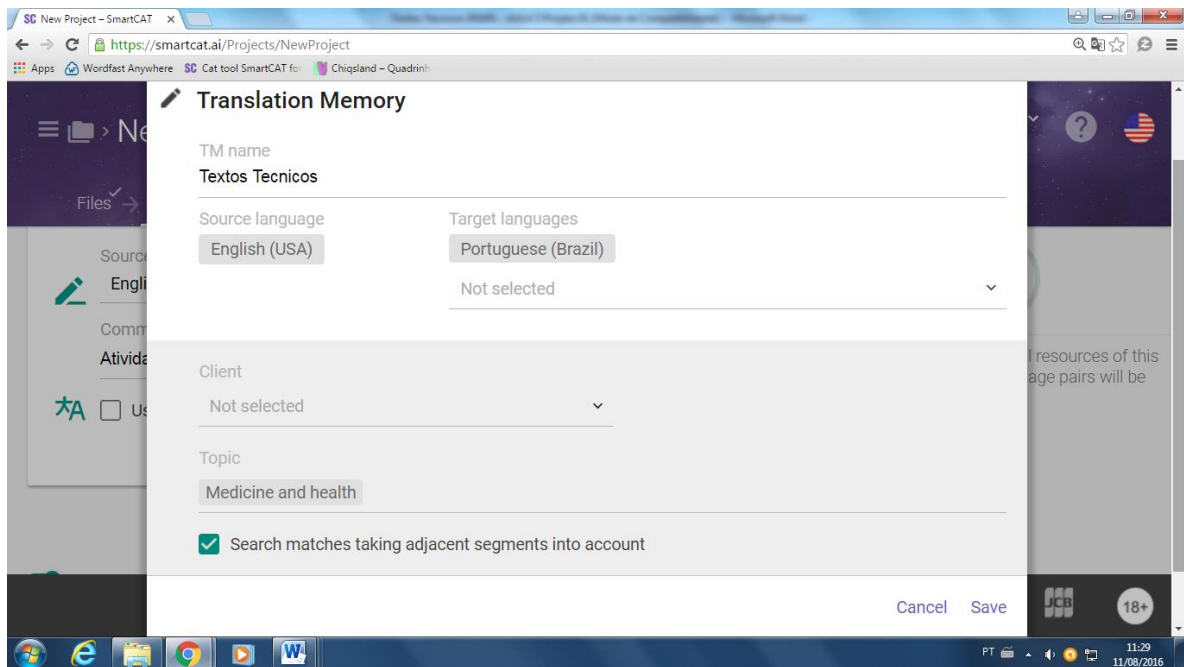 SC New Project – SmartCAT
https://smartcat.ai/Projects/NewProject
Apps Wordfast Anywhere SC Cat tool SmartCAT for Chiqsland – Quadrinh
Translation Memory
› Ne
TM name
Textos Tecnicos
Files
Source language Target languages
English (USA) Portuguese (Brazil)
Source
Engli
Not selected
Comm
Ativida
l resources of this
age pairs will be
Client
Not selected
Us
Topic
Medicine and health
Search matches taking adjacent segments into account
Cancel Save
JCB 18+
PT 11:29
11/08/2016